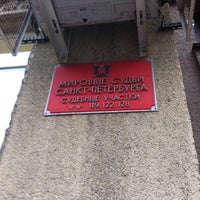 МИРОВЫЕ СУДЬИ
САНКТ-ПЕТЕРБУРГА
СУДЕБНЫЕ УЧАСТКИ
№№ 119, 122, 128